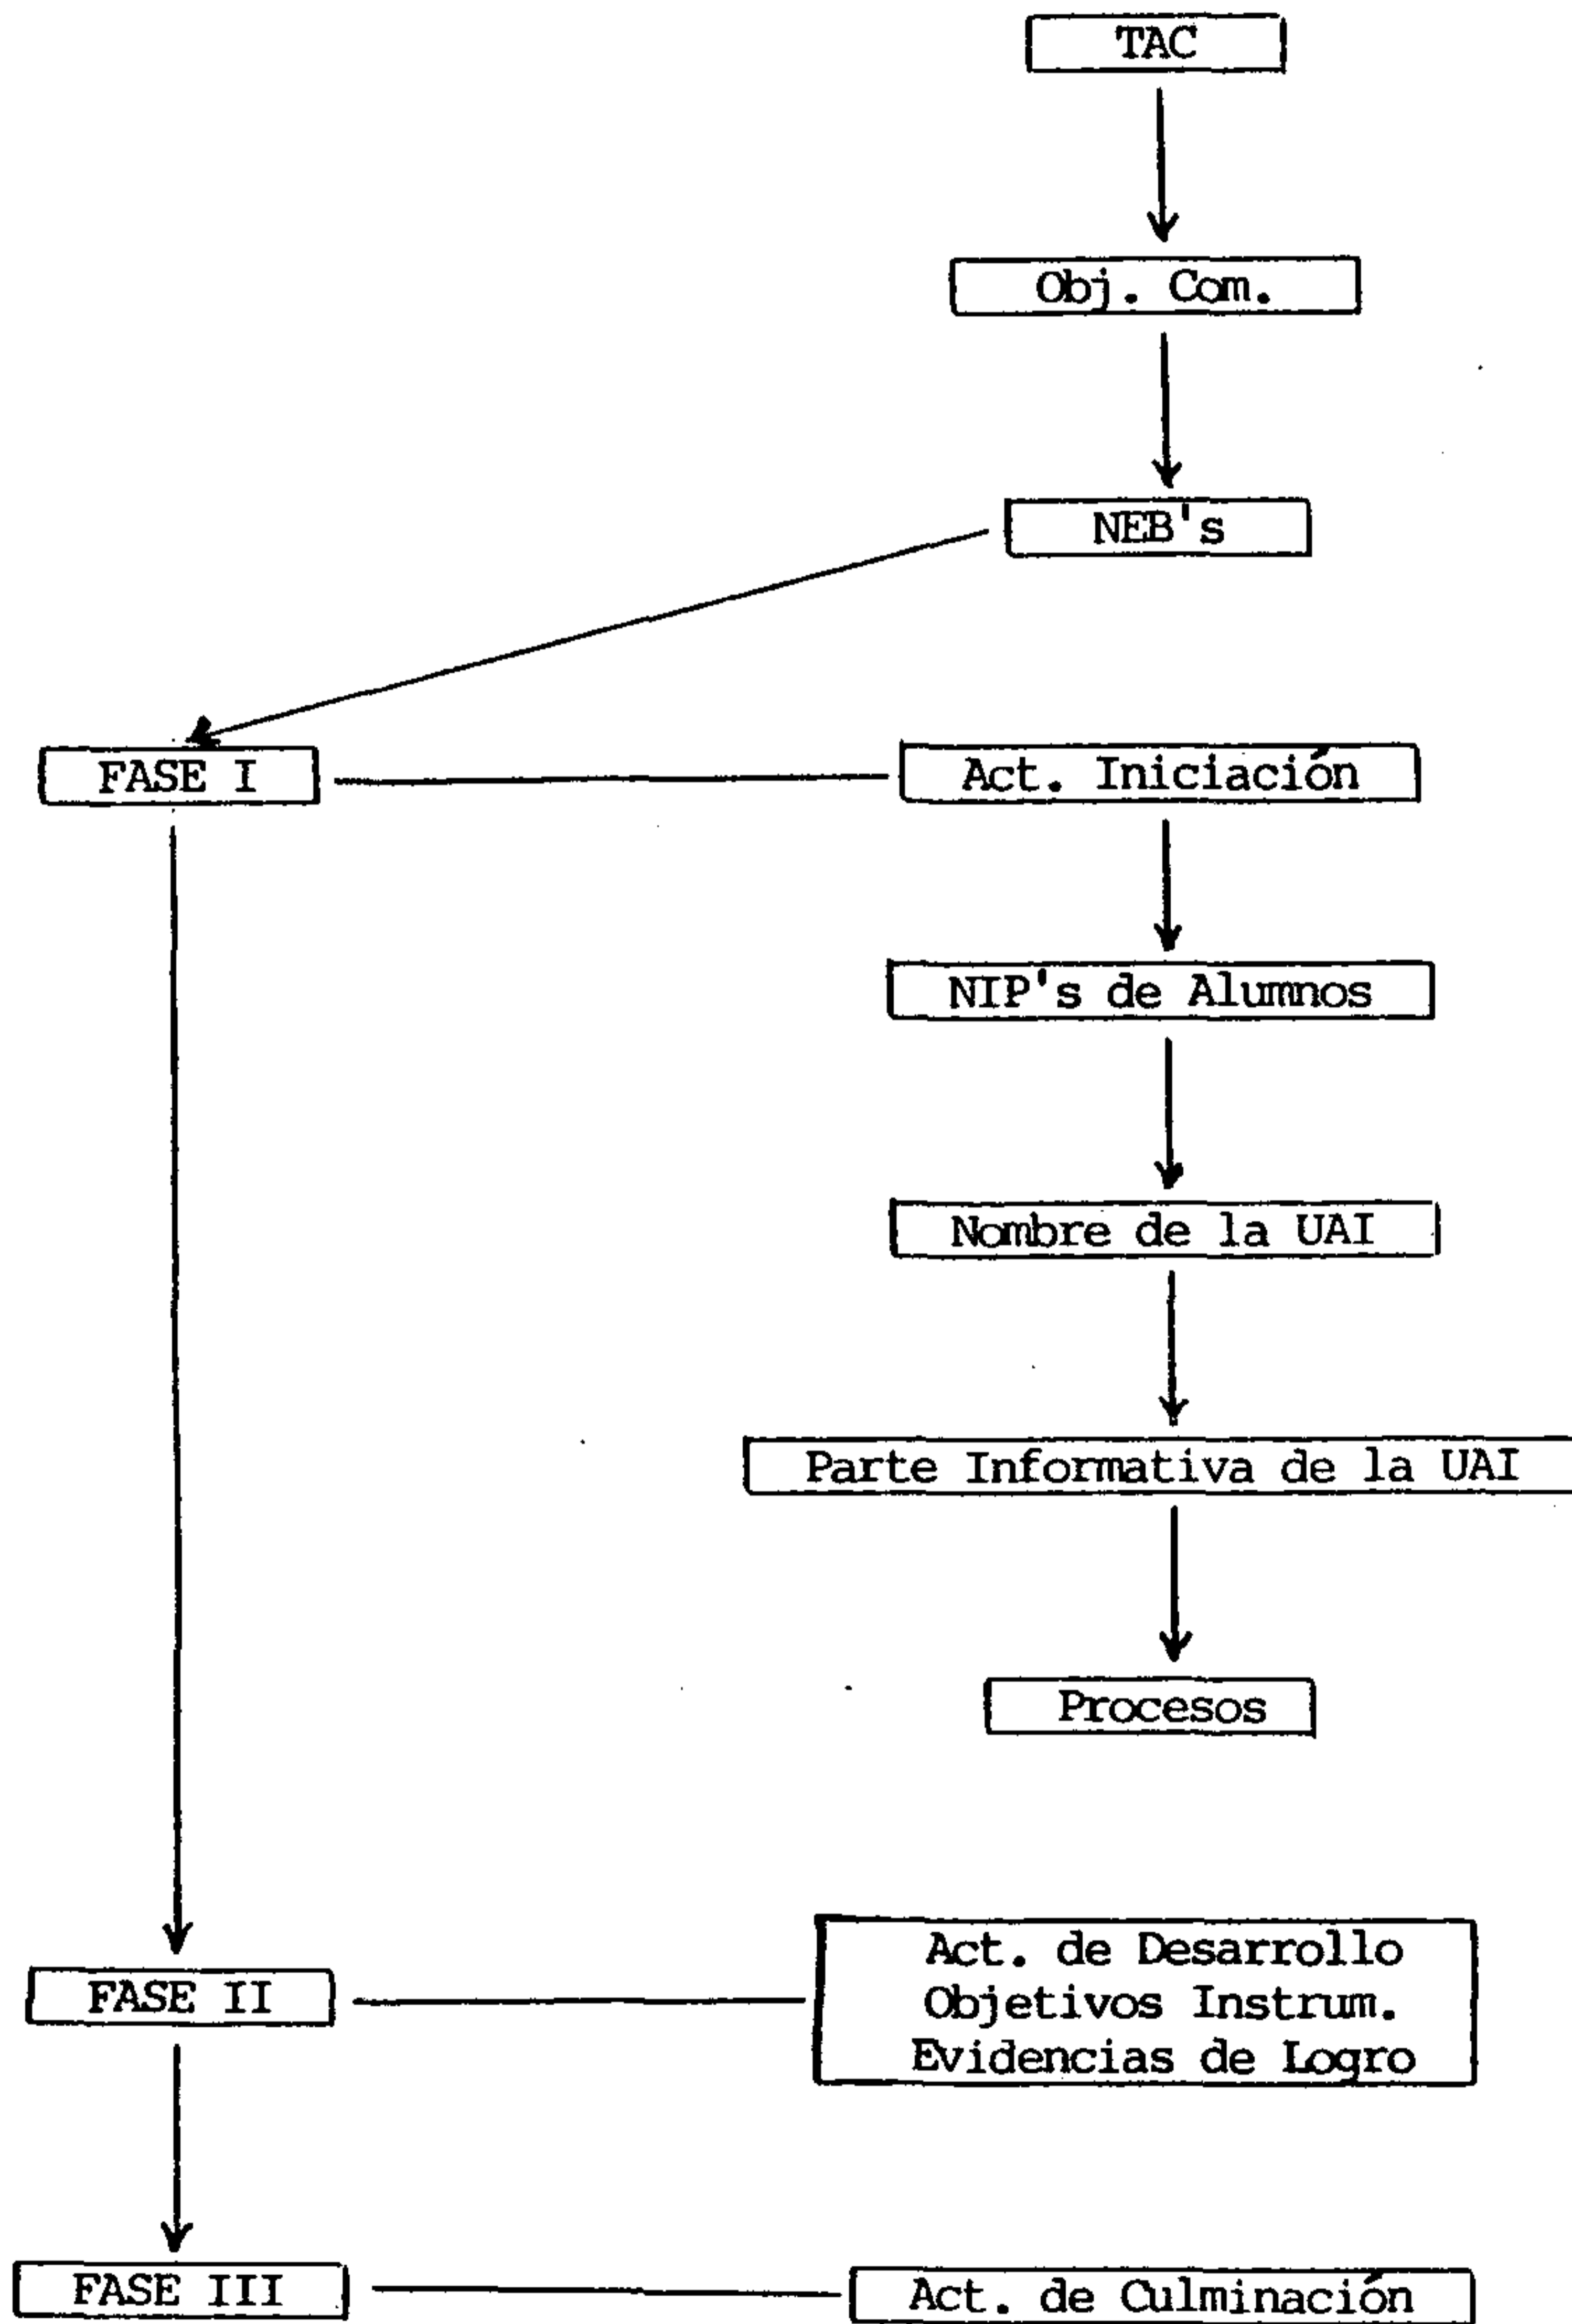 TAC
Obj. Com.
NEB's
FASE I
Act. Iniciación
NIP's de Alumnos
Nombre de la UAI
Parte Informativa de la UAI
Procesos
FASE II
Act. de Desarrollo
Objetivos Instrum.
Evidencias de Logro
FASE III
Act. de Culminación